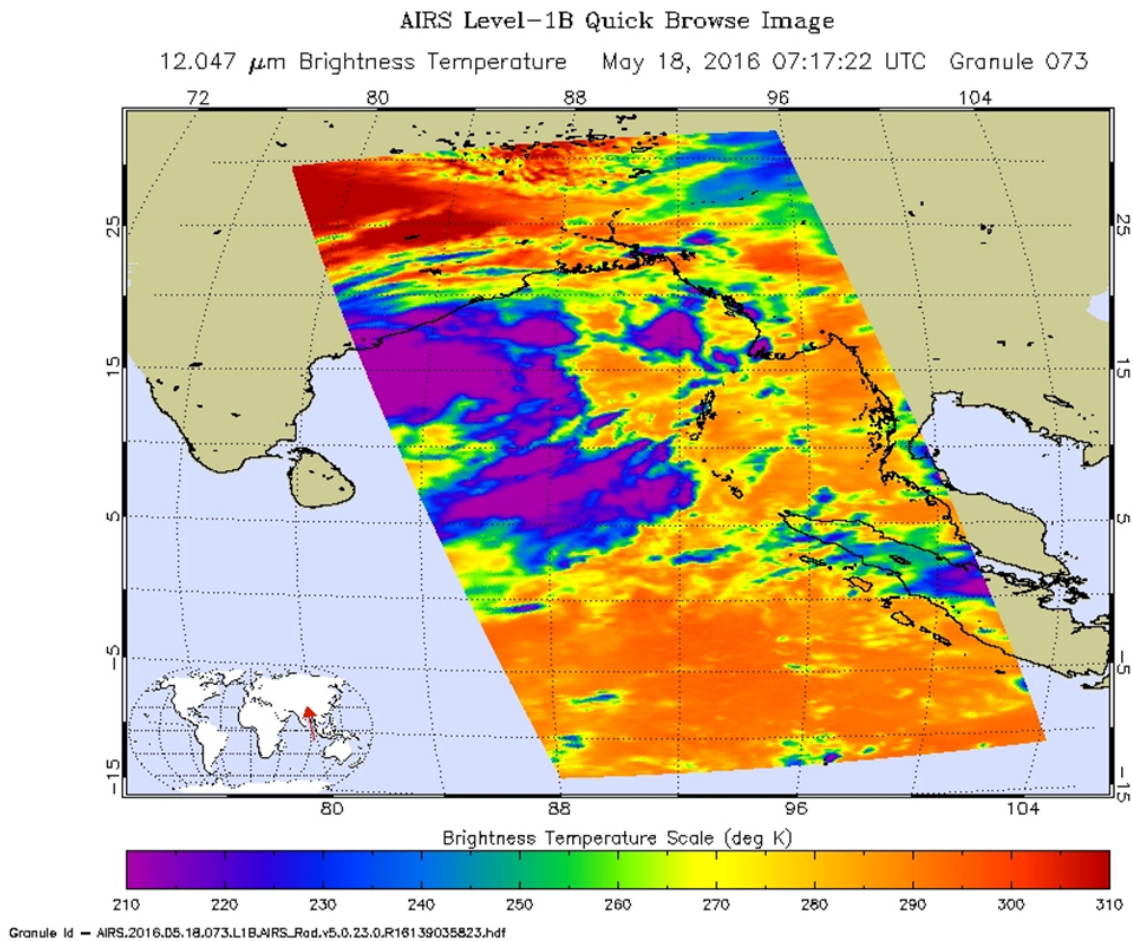 AIRS Level-1B Quick Browse Image
12.047 μm Brightness Temperature May 18, 2016 07:17:22 UTC Granule 073
72 80 88 96 104
25 25
15 15
5 5
-5 -5
-15 -15
80 88 96 104
Brightness Temperature Scale (deg K)
210 220 230 240 250 260 270 280 290 300 310
Granule Id - AIRS.2016.05.18.073.L1B.AIRS_Rad.v5.0.23.0.R16139035823.hdf